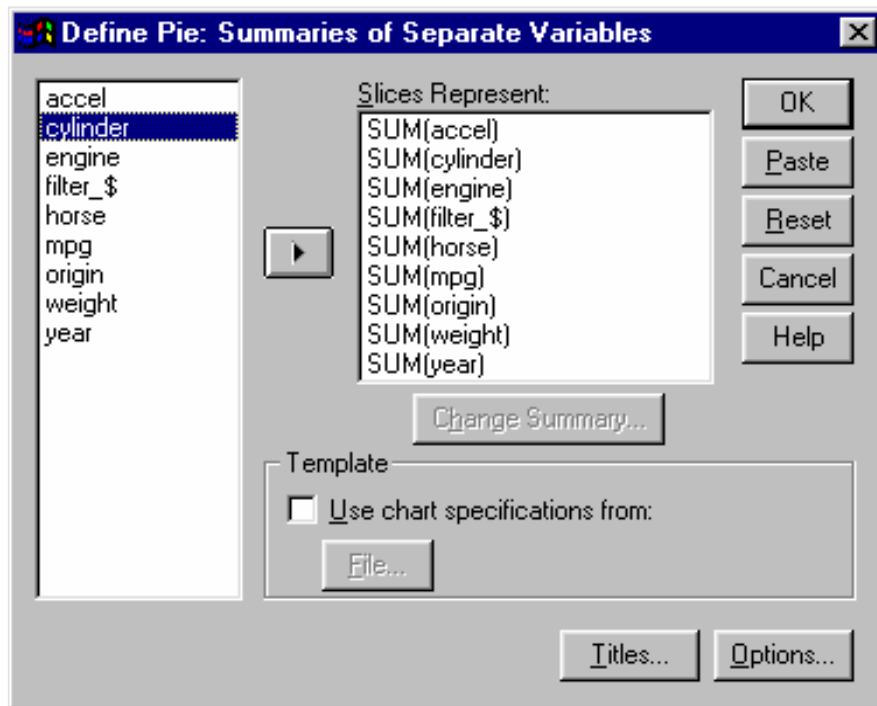 Define Pie: Summaries of Separate Variables
accel
cylinder
engine
filter_$
horse
mpg
origin
weight
year
Slices Represent:
SUM(accel)
SUM(cylinder)
SUM(engine)
SUM(filter_$)
SUM(horse)
SUM(mpg)
SUM(origin)
SUM(weight)
SUM(year)
OK
Paste
Reset
Cancel
Help
Change Summary...
Template
Use chart specifications from:
File...
Titles...
Options...